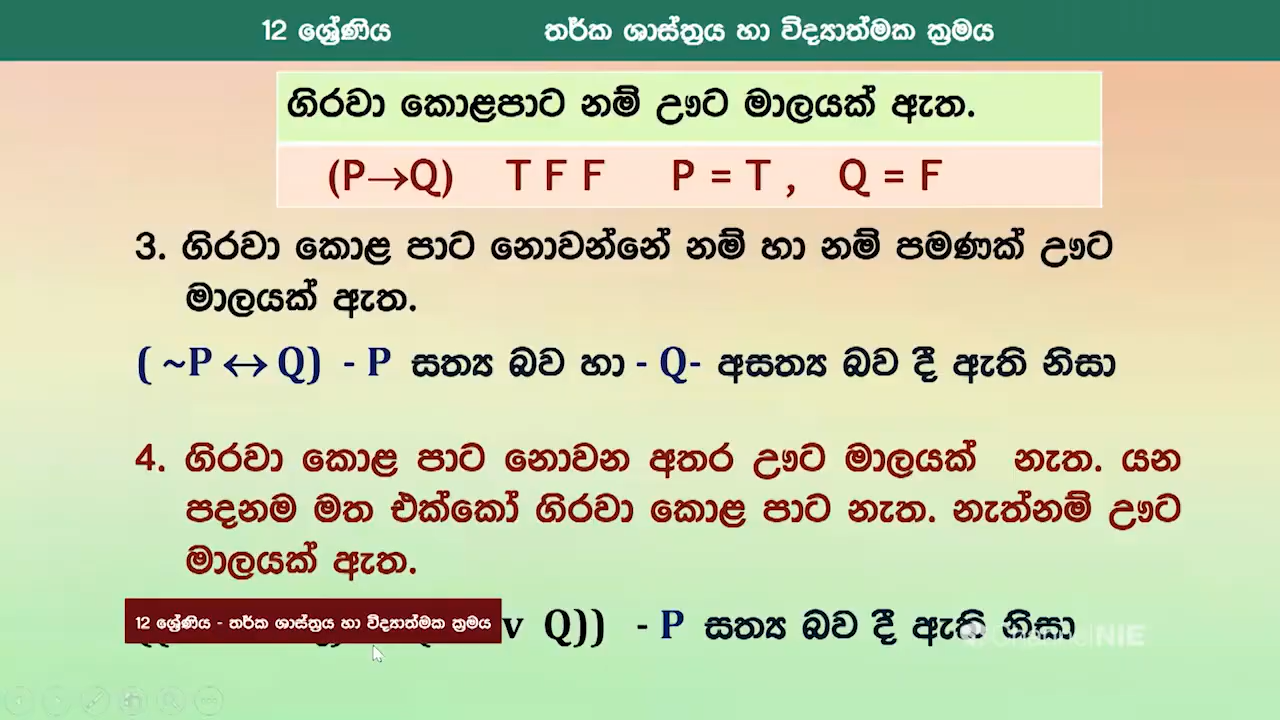 12 ශ්‍රේණිය තර්ක ශාස්ත්‍රය හා විද්‍යාත්මක ක්‍රමය
ගිරවා කොළපාට නම් ඌට මාලයක් ඇත.
(P→Q) T F F P = T , Q = F
3. ගිරවා කොළ පාට නොවන්නේ නම් හා නම් පමණක් ඌට
මාලයක් ඇත.
( ~P ↔ Q) - P සත්‍ය බව හා - Q- අසත්‍ය බව දී ඇති නිසා
4. ගිරවා කොළ පාට නොවන අතර ඌට මාලයක් නැත. යන
පදනම මත එක්කෝ ගිරවා කොළ පාට නැත. නැත්නම් ඌට
මාලයක් ඇත.
12 ශ්‍රේණිය - තර්ක ශාස්ත්‍රය හා විද්‍යාත්මක ක්‍රමය
v Q)) - P සත්‍ය බව දී ඇති නිසා
Channel NIE